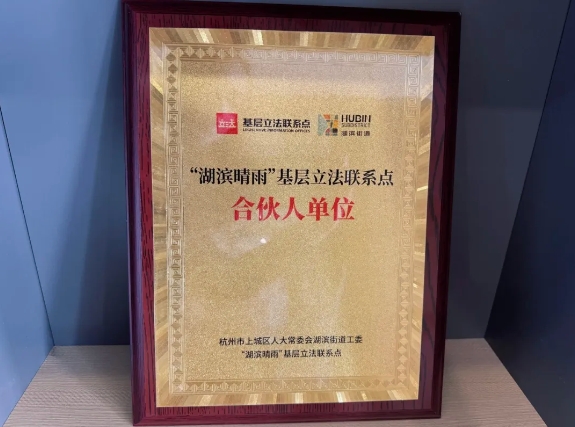 基层立法联系点
HUBIN
SUBDISTRICT
湖滨街道
“湖滨晴雨”基层立法联系点
合伙人单位
杭州市上城区人大常委会湖滨街道工委
“湖滨晴雨”基层立法联系点